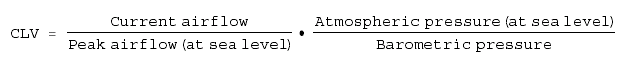 CLV = Current airflow / Peak airflow (at sea level) • Atmospheric pressure (at sea level) / Barometric pressure